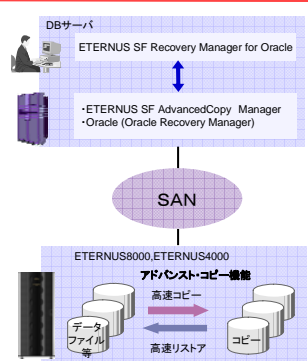 DBサーバ
ETERNUS SF Recovery Manager for Oracle
・ETERNUS SF AdvancedCopy Manager
・Oracle (Oracle Recovery Manager)
SAN
ETERNUS8000,ETERNUS4000
アドバンスト・コピー機能
高速コピー
データ
ファイル
等
コピー
高速リストア